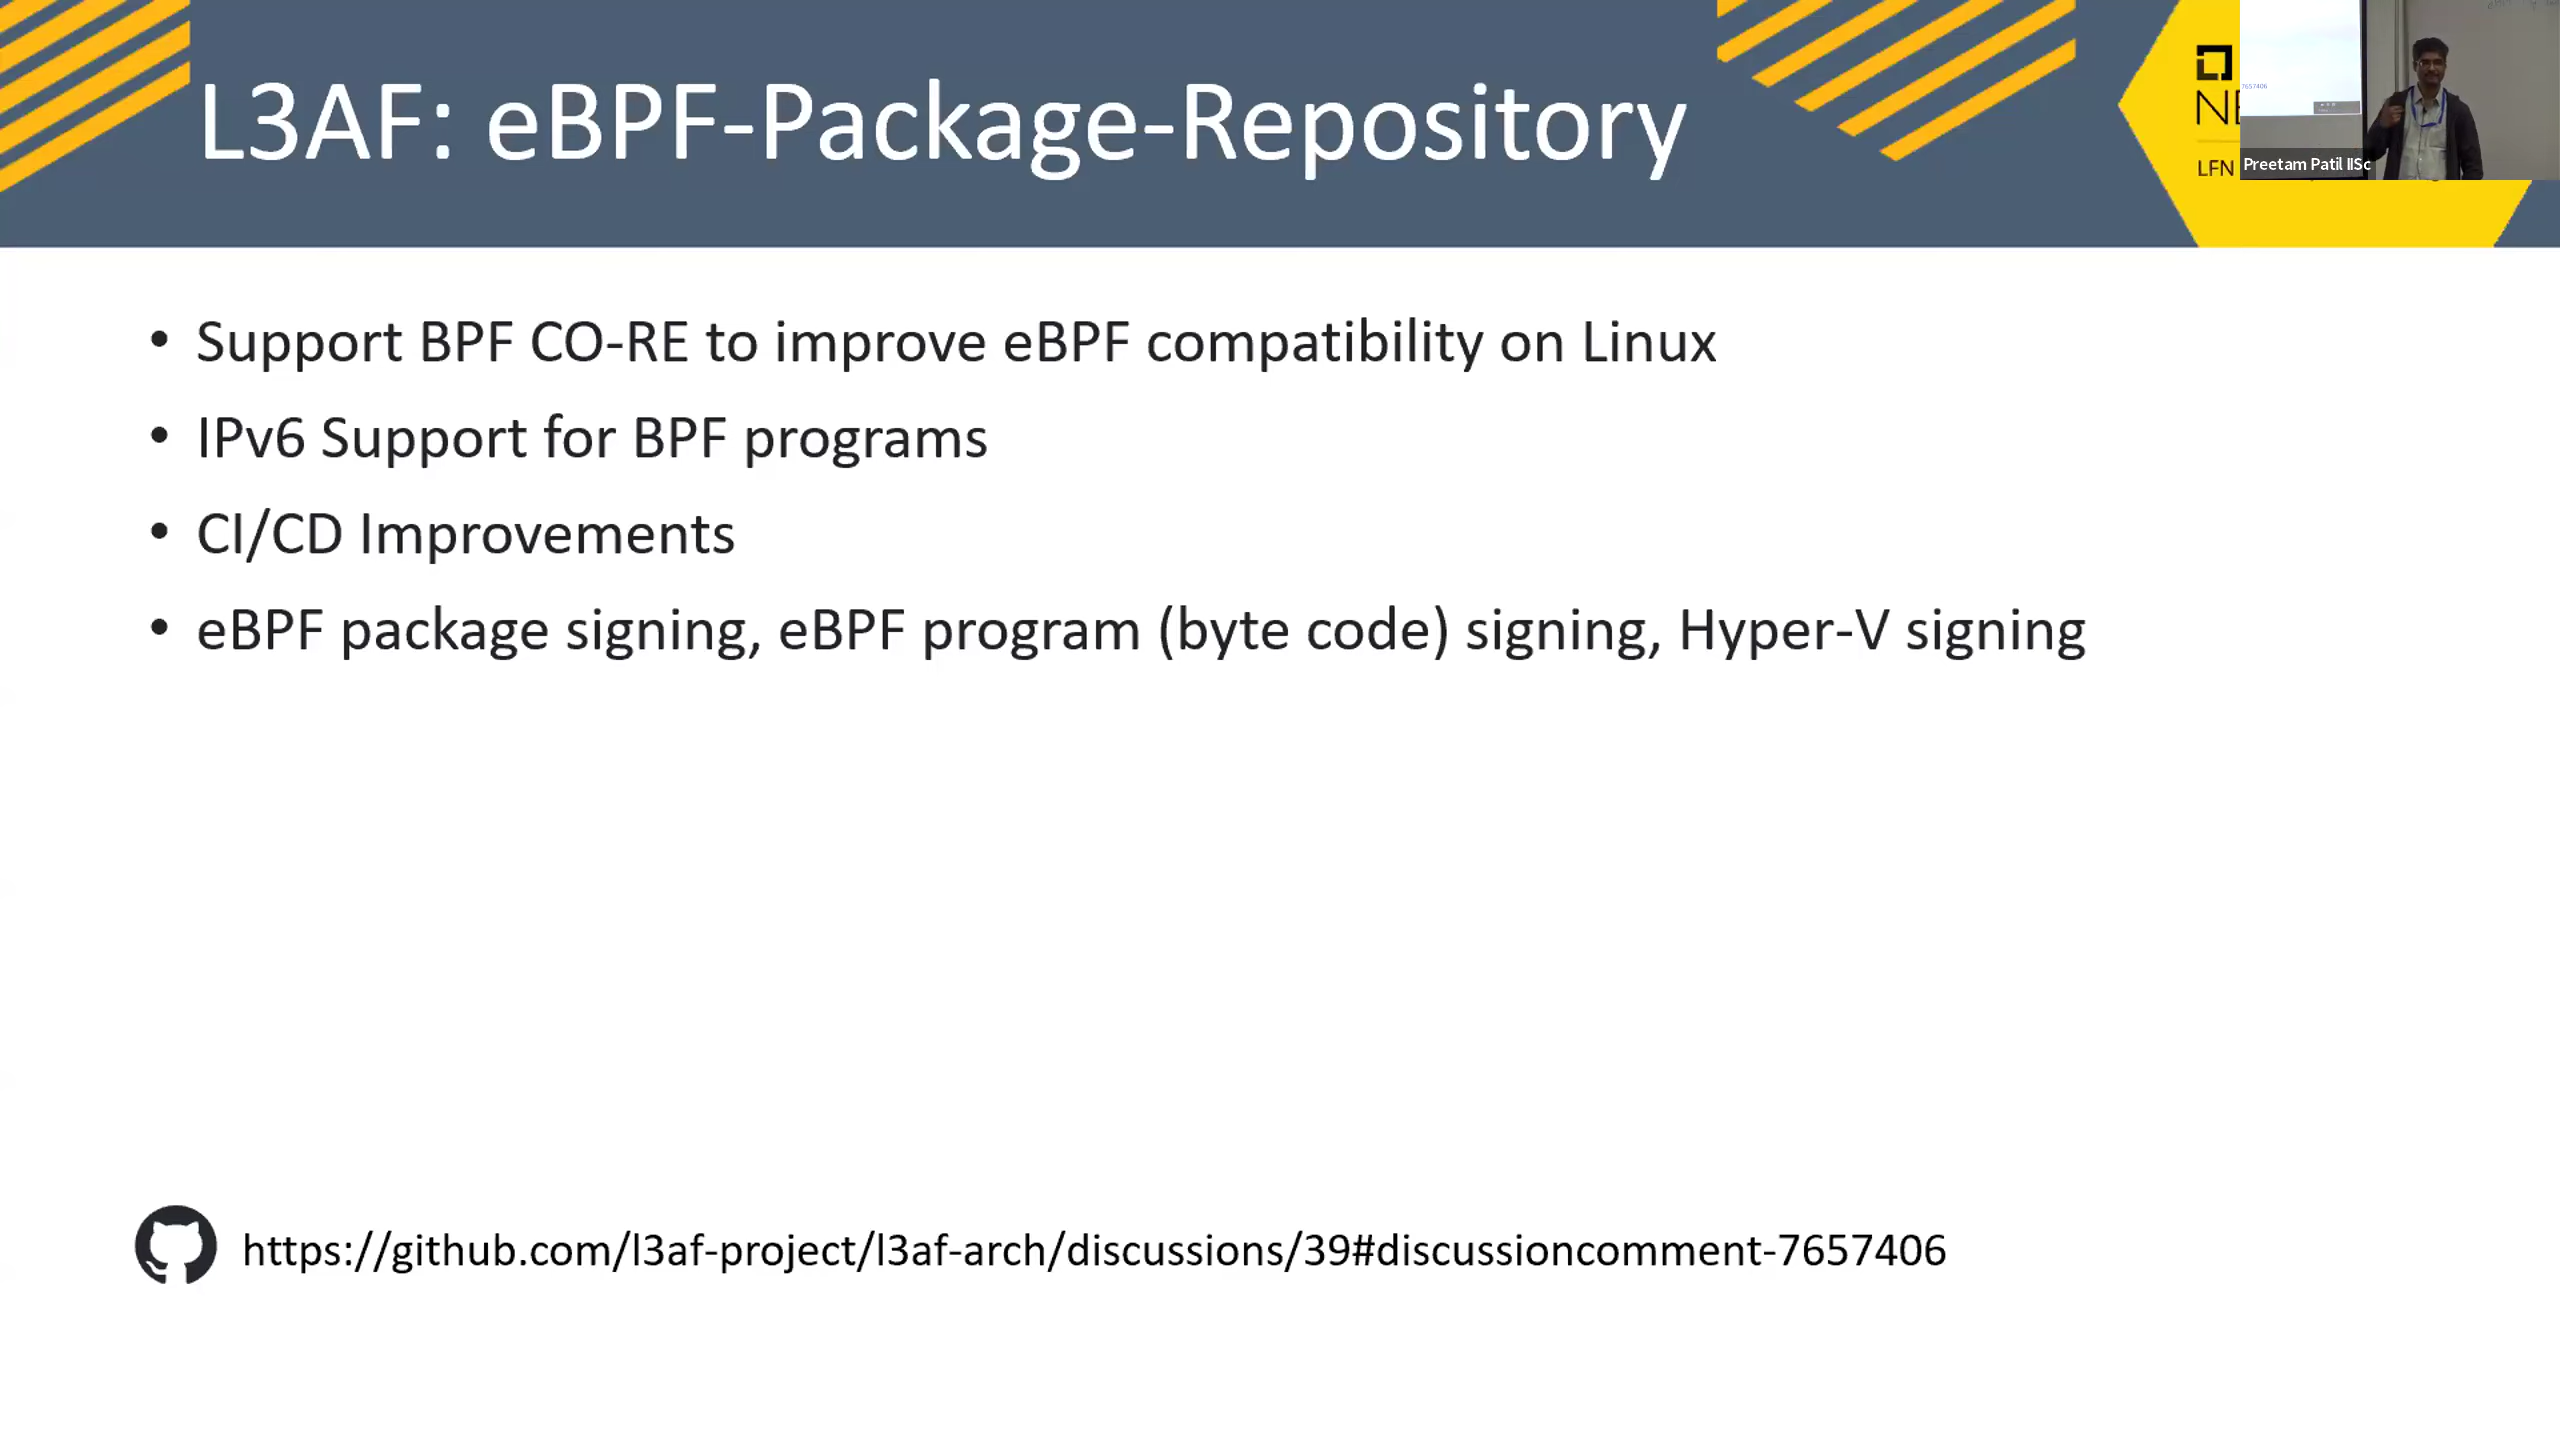 L3AF: eBPF-Package-Repository
LFN
7657406
Preetam Patil IISc
• Support BPF CO-RE to improve eBPF compatibility on Linux
• IPv6 Support for BPF programs
• CI/CD Improvements
• eBPF package signing, eBPF program (byte code) signing, Hyper-V signing
https://github.com/l3af-project/l3af-arch/discussions/39#discussioncomment-7657406